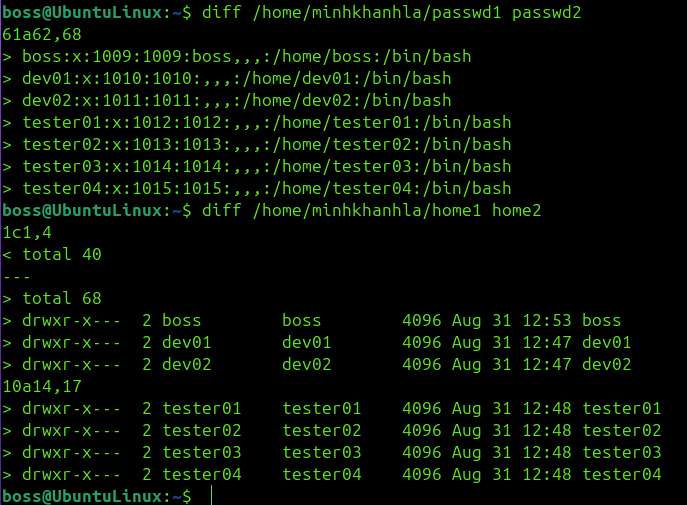 boss@UbuntuLinux:~$ diff /home/minhkhanhla/passwd1 passwd2
61a62,68
> boss:x:1009:1009:boss,,,:/home/boss:/bin/bash
> dev01:x:1010:1010:,,,:/home/dev01:/bin/bash
> dev02:x:1011:1011:,,,:/home/dev02:/bin/bash
> tester01:x:1012:1012:,,,:/home/tester01:/bin/bash
> tester02:x:1013:1013:,,,:/home/tester02:/bin/bash
> tester03:x:1014:1014:,,,:/home/tester03:/bin/bash
> tester04:x:1015:1015:,,,:/home/tester04:/bin/bash
boss@UbuntuLinux:~$ diff /home/minhkhanhla/home1 home2
1c1,4
< total 40
---
> total 68
> drwxr-x---  2 boss        boss        4096 Aug 31 12:53 boss
> drwxr-x---  2 dev01       dev01       4096 Aug 31 12:47 dev01
> drwxr-x---  2 dev02       dev02       4096 Aug 31 12:47 dev02
10a14,17
> drwxr-x---  2 tester01    tester01    4096 Aug 31 12:48 tester01
> drwxr-x---  2 tester02    tester02    4096 Aug 31 12:48 tester02
> drwxr-x---  2 tester03    tester03    4096 Aug 31 12:48 tester03
> drwxr-x---  2 tester04    tester04    4096 Aug 31 12:48 tester04
boss@UbuntuLinux:~$